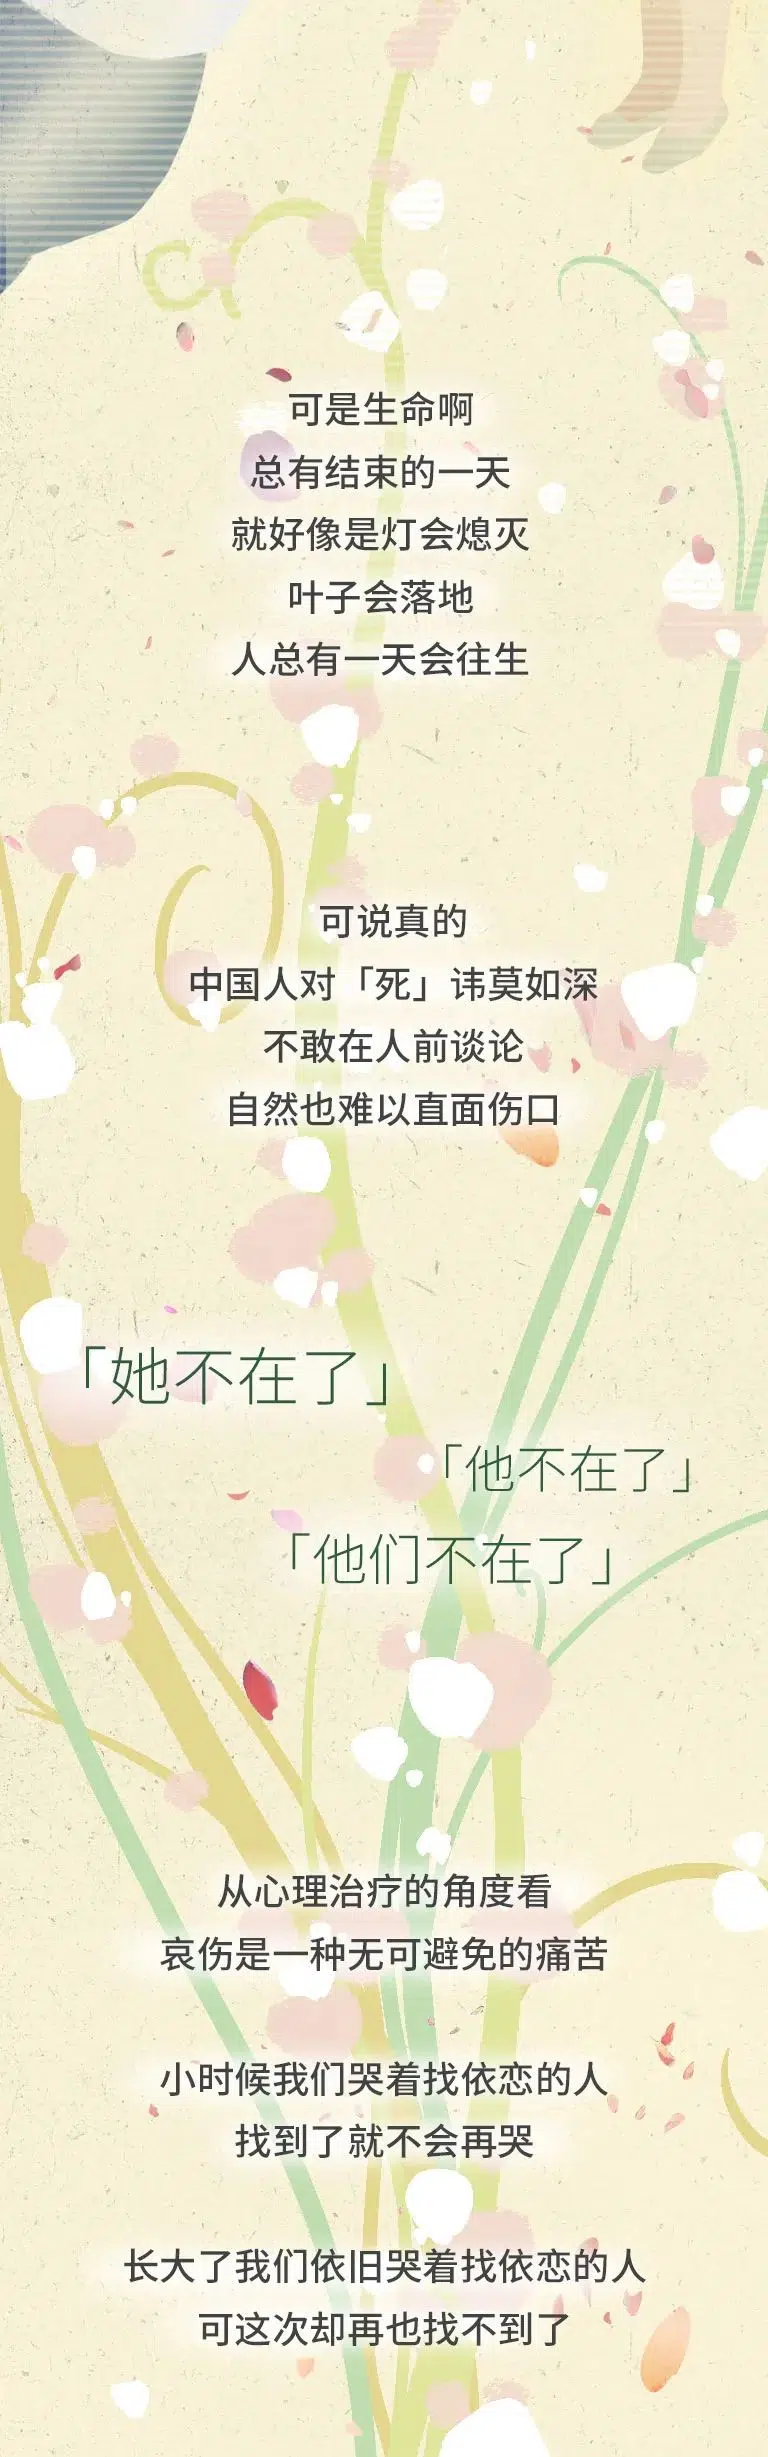 可是生命啊
总有结束的一天
就好像是灯会熄灭
叶子会落地
人总有一天会往生
可说真的
中国人对「死」讳莫如深
不敢在人前谈论
自然也难以直面伤口
「她不在了」
「他不在了」
「他们不在了」
从心理治疗的角度看
哀伤是一种无可避免的痛苦
小时候我们哭着找依恋的人
找到了就不会再哭
长大了我们依旧哭着找依恋的人
可这次却再也找不到了